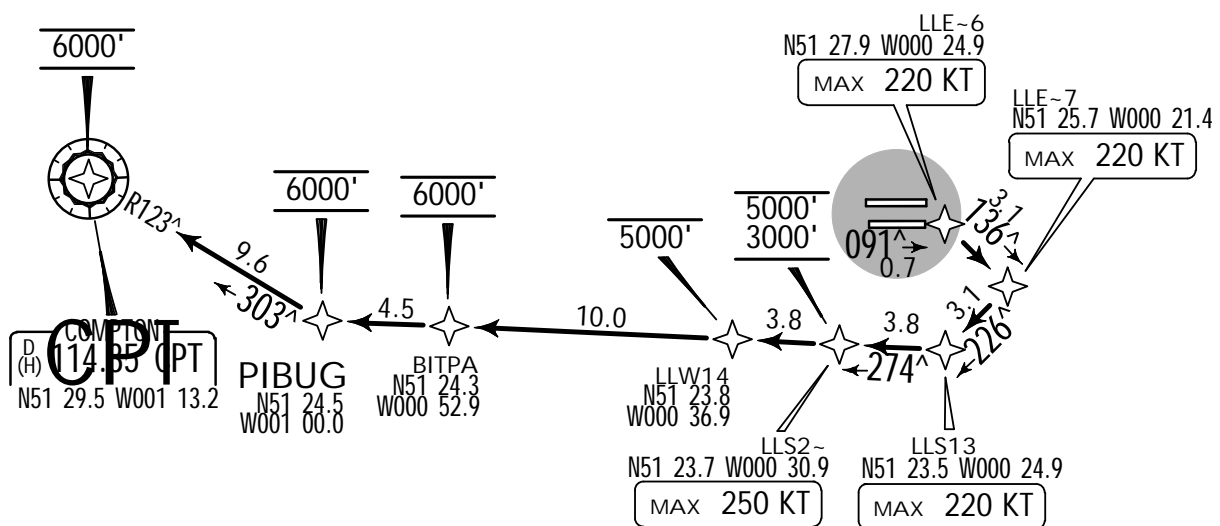 6000'
LLE~6
N51 27.9 W000 24.9
MAX 220 KT
LLE~7
N51 25.7 W000 21.4
MAX 220 KT
6000'
6000'
5000'
3000'
5000'
R123^
9.6
303^
4.5
10.0
3.8
3.8
274^
091^
0.7
3.1
136^
3.1
226^
COMPTON
D
(H)
CPT
N51 29.5 W001 13.2
PIBUG
N51 24.5
W001 00.0
BITPA
N51 24.3
W000 52.9
LLW14
N51 23.8
W000 36.9
LLS2~
N51 23.7 W000 30.9
MAX 250 KT
LLS13
N51 23.5 W000 24.9
MAX 220 KT